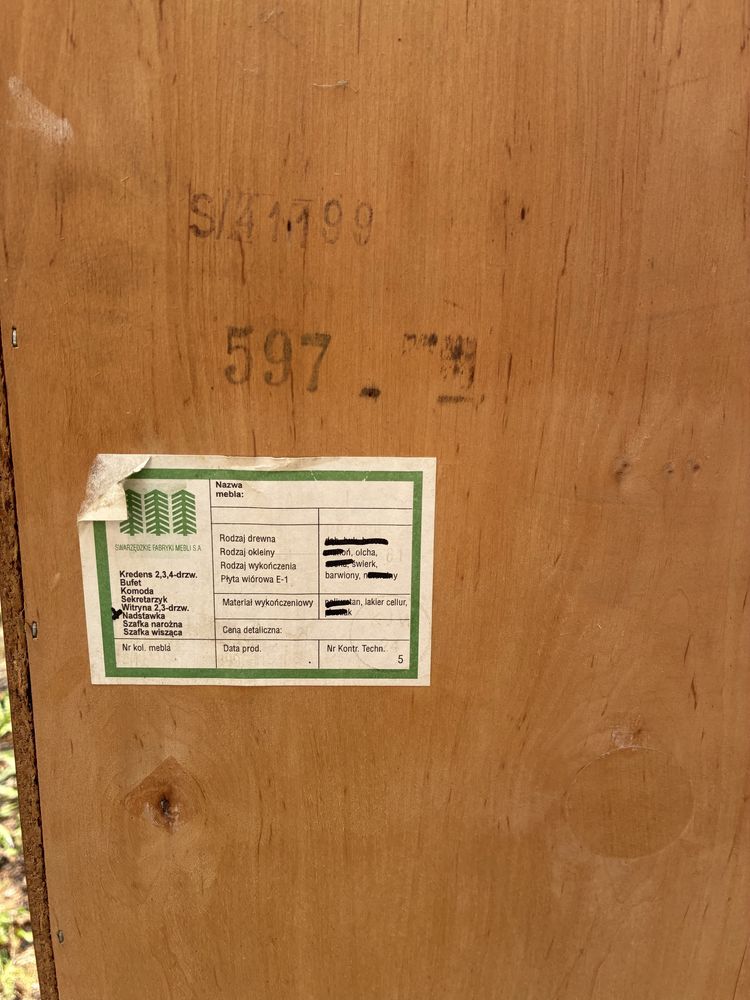 S/41199
597
SWARZĘDZKIE FABRYKI MEBLI S.A.
Kredens 2,3,4-drzw.
Bufet
Komoda
Sekretarzyk
Witryna 2,3-drzw.
Nadstawka
Szafka narożna
Szafka wisząca
Nazwa
mebla:
Rodzaj drewna
Rodzaj okleiny
olcha,
Rodzaj wykończenia
świerk,
Płyta wiórowa E-1
barwiony,
Materiał wykończeniowy
lakier cellur,
Cena detaliczna:
Nr kol. mebla
Data prod.
Nr Kontr. Techn.
5